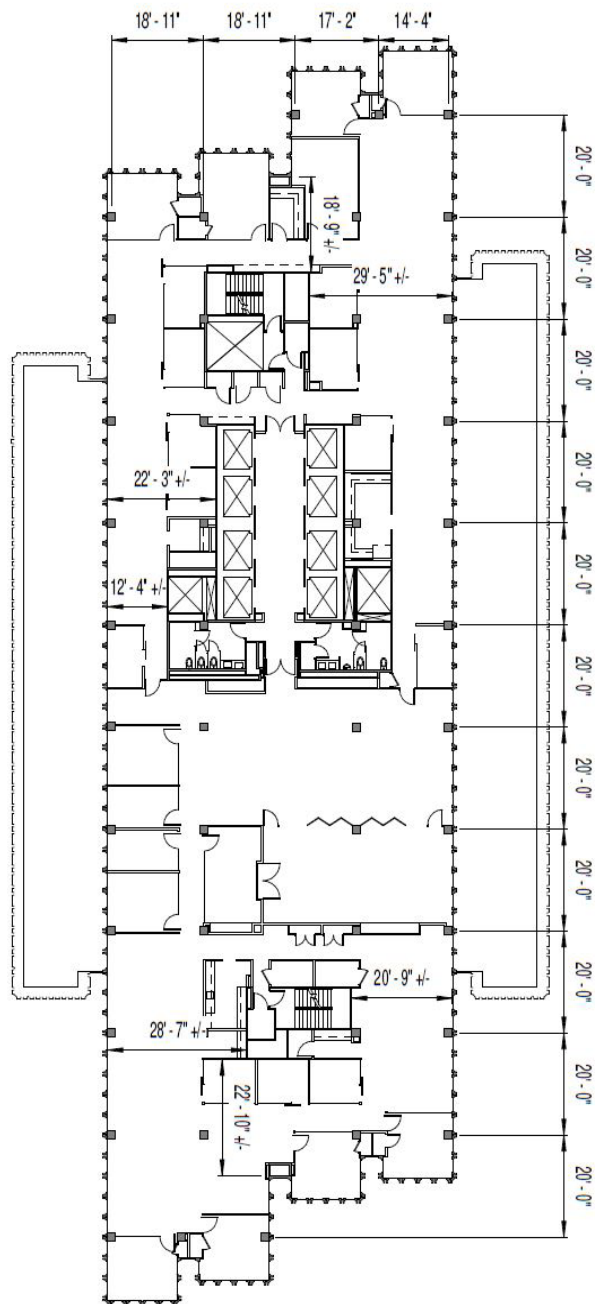 18' - 11"
18' - 11"
17' - 2"
14' - 4"
20' - 0"
18' - 9" +/-
20' - 0"
29' - 5" +/-
20' - 0"
20' - 0"
22' - 3" +/-
20' - 0"
12' - 4" +/-
20' - 0"
20' - 0"
20' - 0"
20' - 0"
20' - 9" +/-
28' - 7" +/-
20' - 0"
22' - 10" +/-
20' - 0"